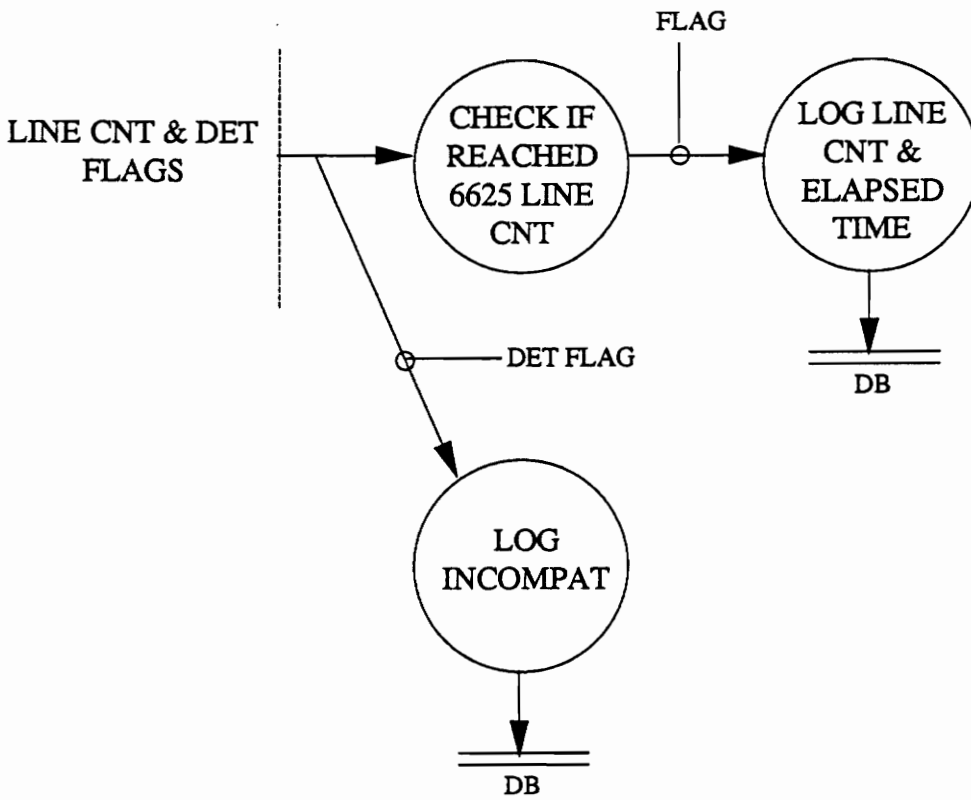 FLAG
LINE CNT & DET
FLAGS
CHECK IF
REACHED
6625 LINE
CNT
LOG LINE
CNT &
ELAPSED
TIME
DET FLAG
DB
LOG
INCOMPAT
DB